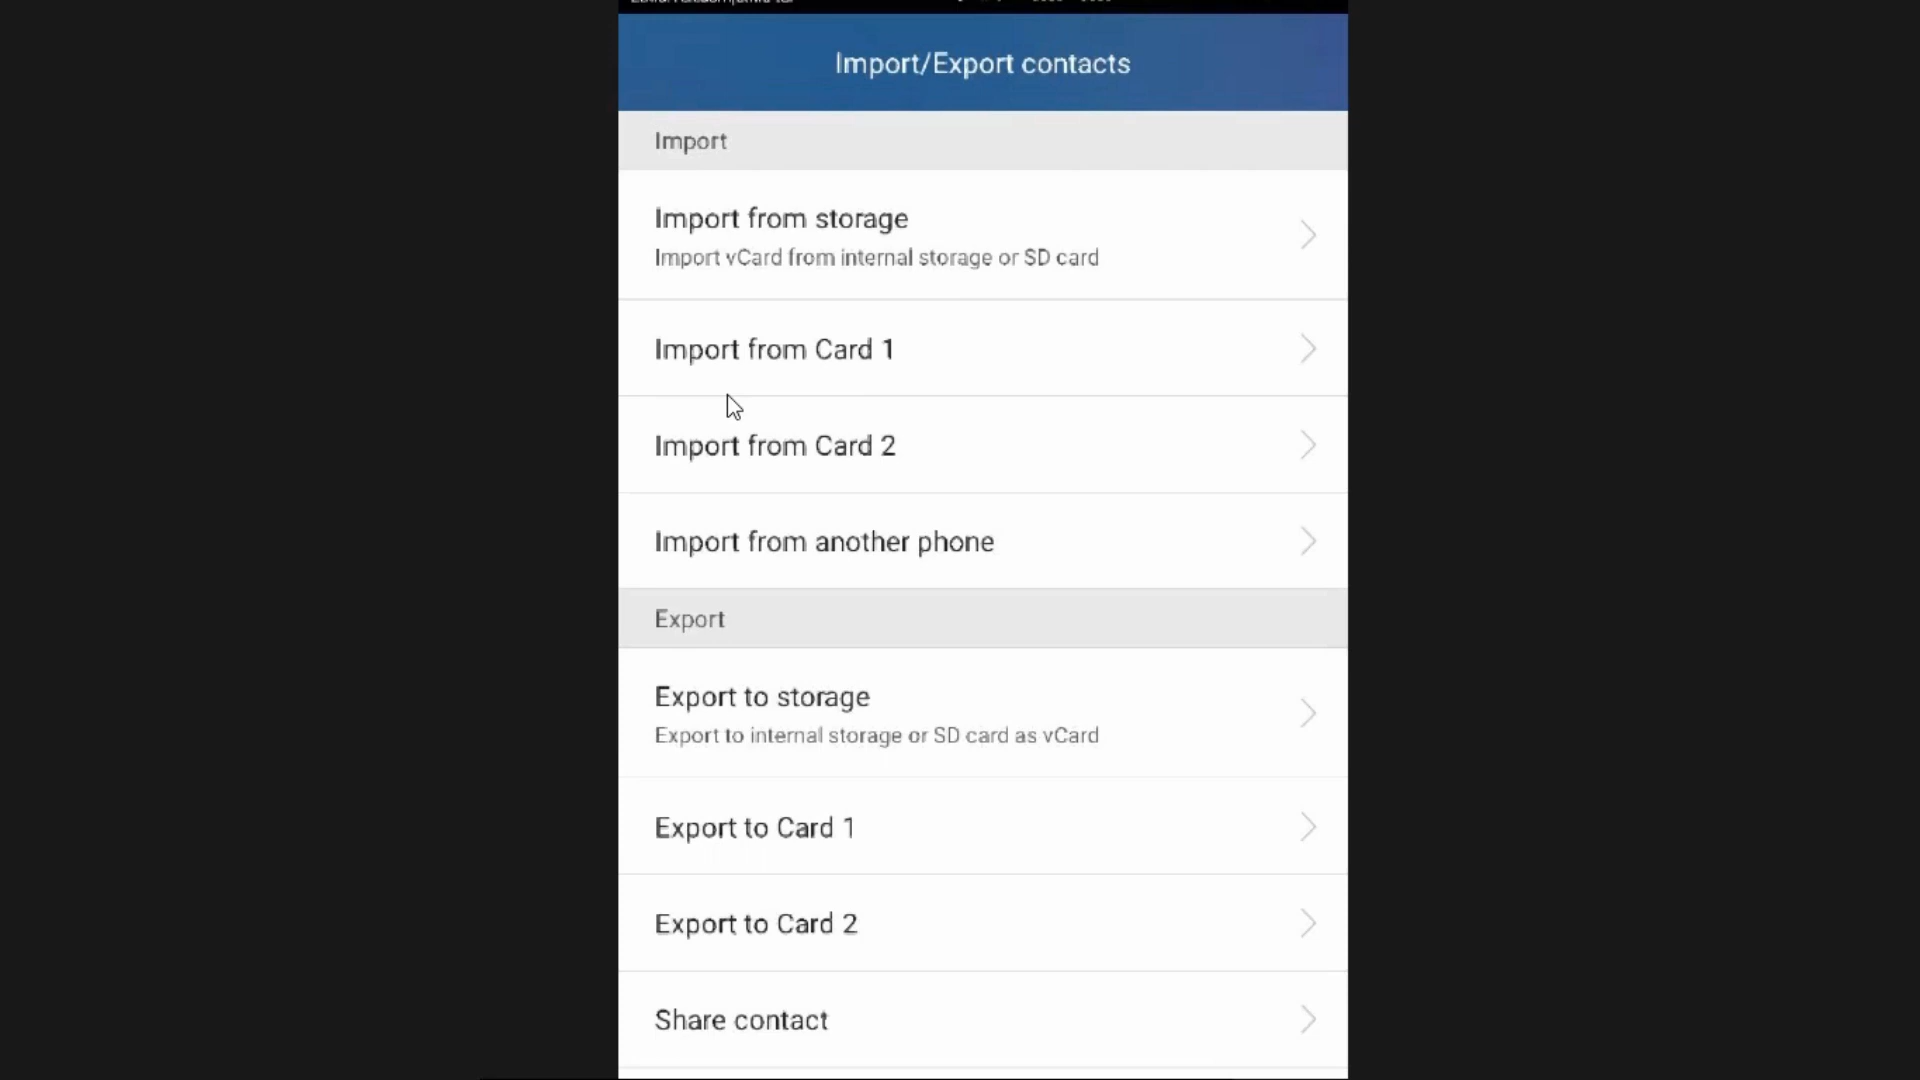 Import/Export contacts
Import
Import from storage
Import vCard from internal storage or SD card
Import from Card 1
Import from Card 2
Import from another phone
Export
Export to storage
Export to internal storage or SD card as vCard
Export to Card 1
Export to Card 2
Share contact